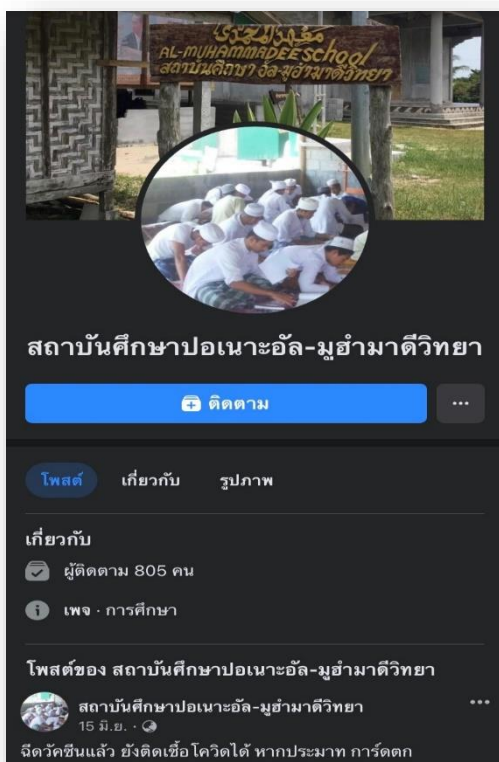 AL-MUHAMMADEE School
สถาบันศึกษา อัล-มูฮำมาดีวิทยา
สถาบันศึกษาปอเนาะอัล-มูฮำมาดีวิทยา
ติดตาม
โพสต์ เกี่ยวกับ รูปภาพ
เกี่ยวกับ
ผู้ติดตาม 805 คน
เพจ · การศึกษา
โพสต์ของ สถาบันศึกษาปอเนาะอัล-มูฮำมาดีวิทยา
สถาบันศึกษาปอเนาะอัล-มูฮำมาดีวิทยา
15 มิ.ย. ·
ฉีดวัคซีนแล้ว ยังติดเชื้อโควิดได้ หากประมาท การ์ดตก